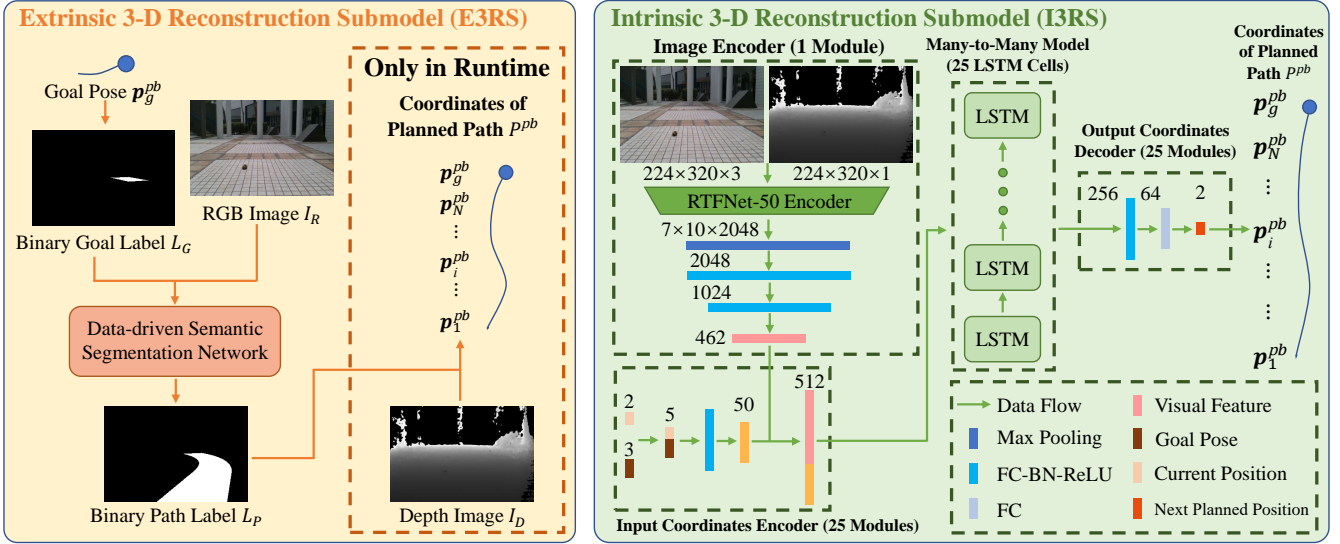 Extrinsic 3-D Reconstruction Submodel (E3RS)
Goal Pose 𝒑_g^{pb}
Binary Goal Label L_G
RGB Image I_R
Data-driven Semantic
Segmentation Network
Binary Path Label L_P
Only in Runtime
Coordinates of
Planned Path P^{pb}
𝒑_g^{pb}
𝒑_N^{pb}
⋮
𝒑_i^{pb}
⋮
𝒑_1^{pb}
Depth Image I_D
Intrinsic 3-D Reconstruction Submodel (I3RS)
Image Encoder (1 Module)
224×320×3
224×320×1
RTFNet-50 Encoder
7×10×2048
2048
1024
462
2
3
5
50
512
Input Coordinates Encoder (25 Modules)
Many-to-Many Model
(25 LSTM Cells)
LSTM
LSTM
LSTM
Output Coordinates
Decoder (25 Modules)
256
64
2
Coordinates
of Planned
Path P^{pb}
𝒑_g^{pb}
𝒑_N^{pb}
⋮
𝒑_i^{pb}
⋮
⋮
𝒑_1^{pb}
Data Flow
Max Pooling
FC-BN-ReLU
FC
Visual Feature
Goal Pose
Current Position
Next Planned Position